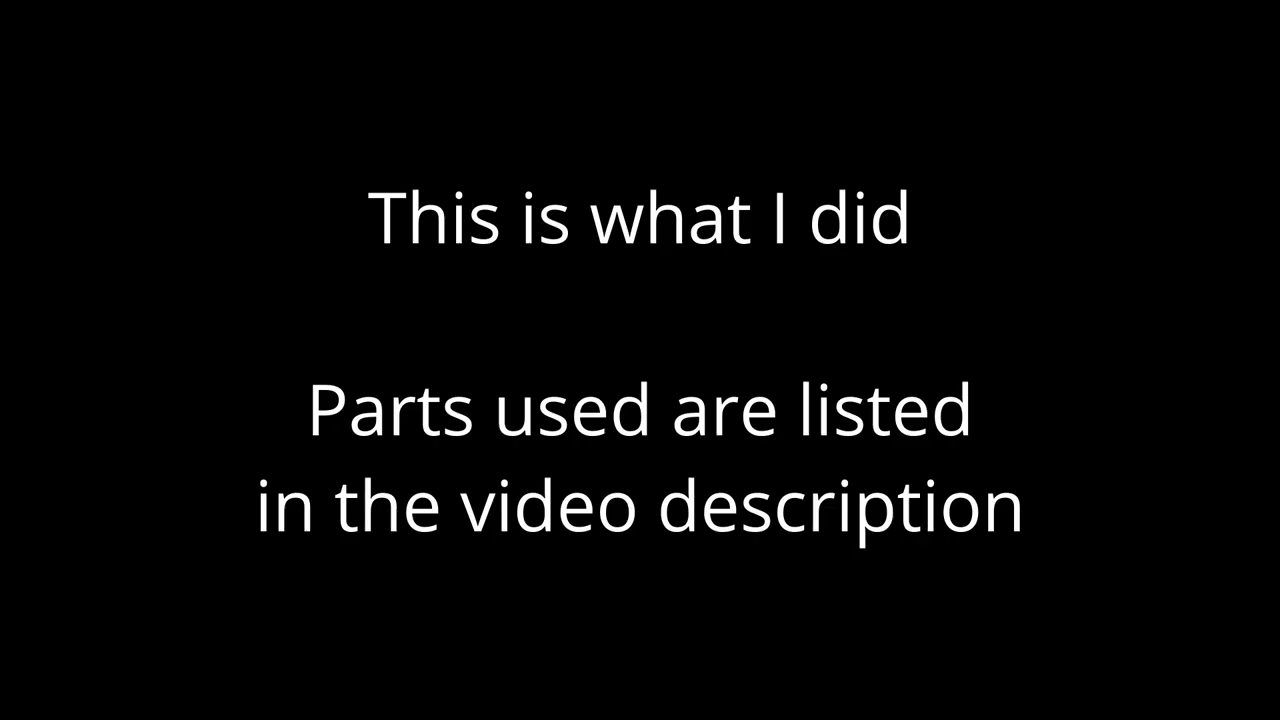 This is what I did
Parts used are listed
in the video description